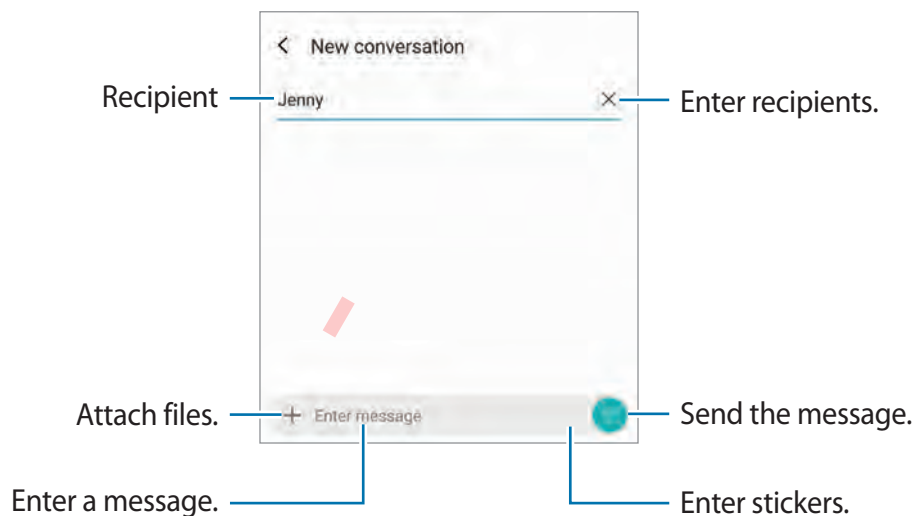 New conversation
Recipient
Jenny
Enter recipients.
Attach files.
Enter message
Send the message.
Enter a message.
Enter stickers.